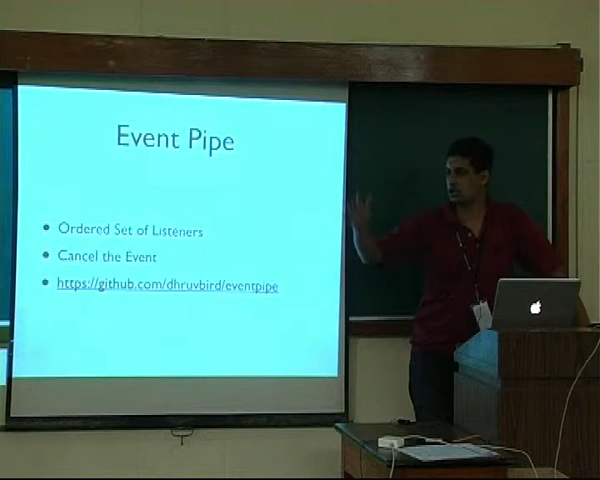 Event Pipe
Ordered Set of Listeners
Cancel the Event
https://github.com/dhruvbird/eventpipe